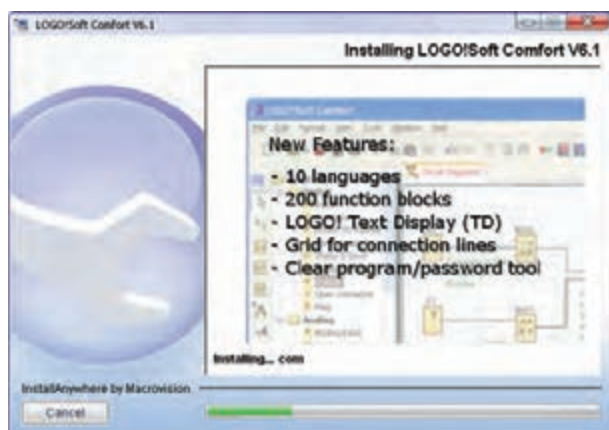 LOGO!Soft Comfort V6.1
Installing LOGO!Soft Comfort V6.1
New Features:
- 10 languages
- 200 function blocks
- LOGO! Text Display (TD)
- Grid for connection lines
- Clear program/password tool
Installing... com
InstallAnywhere by Macrovision
Cancel